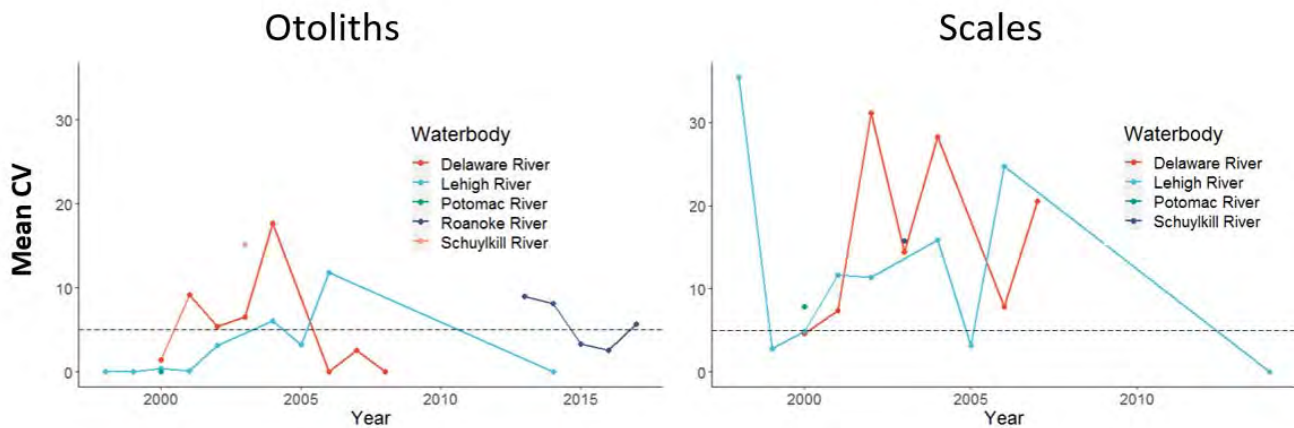 Otoliths
Scales
Mean CV
30
20
10
0
Waterbody
Delaware River
Lehigh River
Potomac River
Roanoke River
Schuylkill River
2000
2005
2010
2015
Year
30
20
10
0
Waterbody
Delaware River
Lehigh River
Potomac River
Schuylkill River
2000
2005
2010
Year